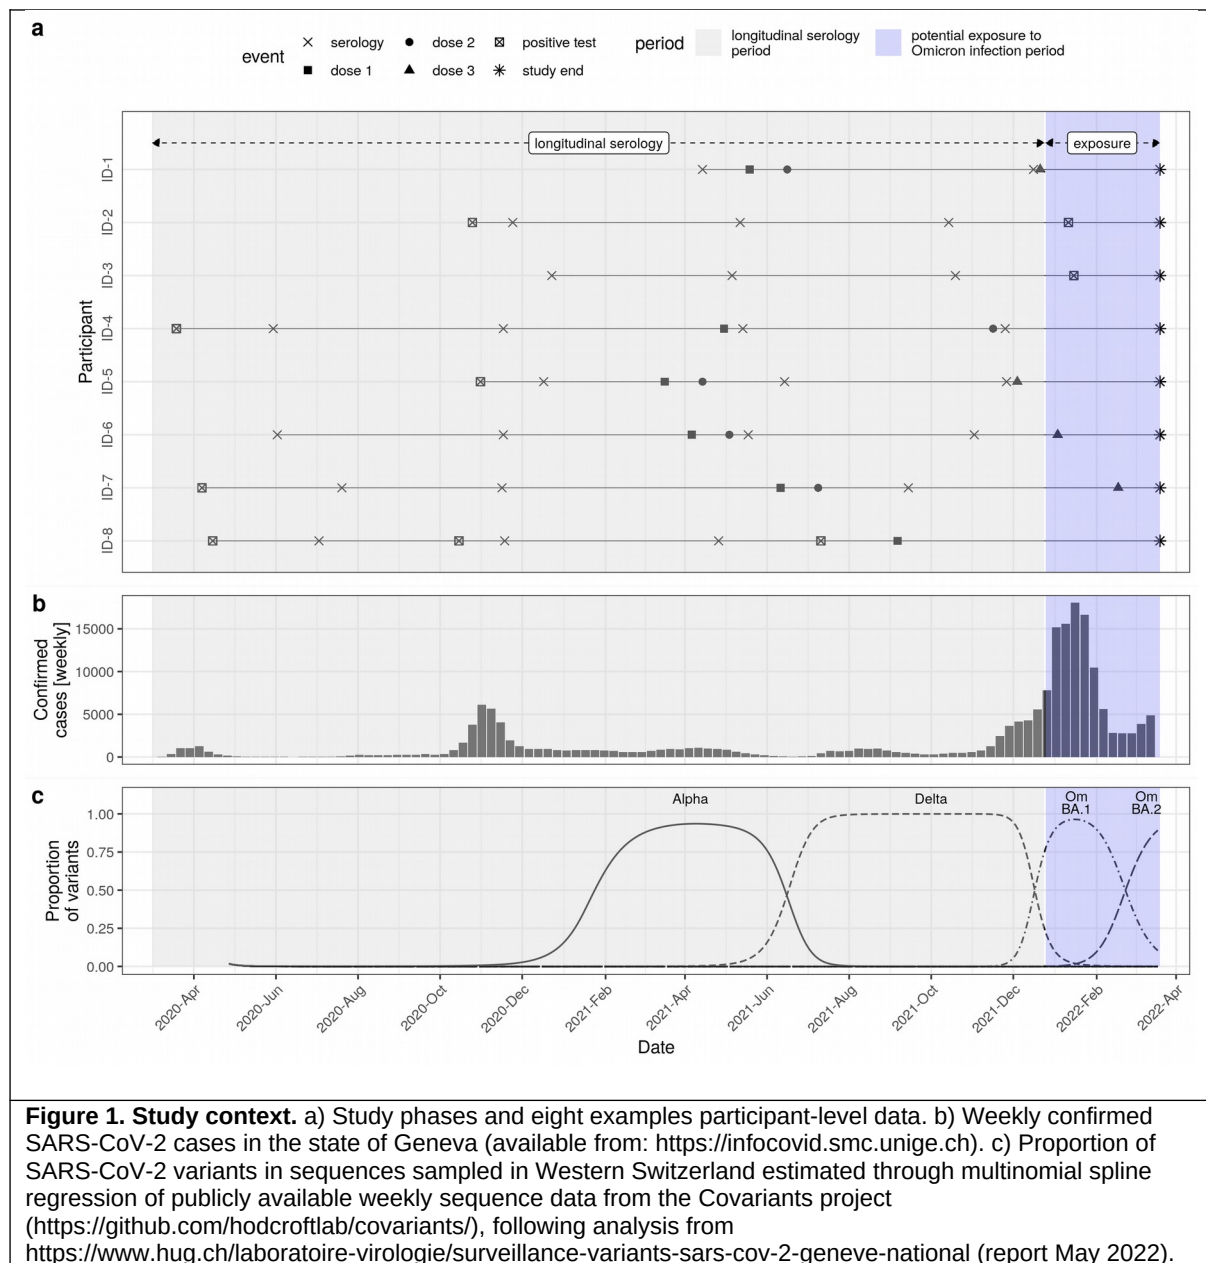 a
event
serology
dose 2
positive test
dose 1
dose 3
study end
period
longitudinal serology
period
potential exposure to
Omicron infection period
longitudinal serology
exposure
Participant
ID-1
ID-2
ID-3
ID-4
ID-5
ID-6
ID-7
ID-8
b
Confirmed
cases [weekly]
15000
10000
5000
0
c
Proportion
of variants
1.00
0.75
0.50
0.25
0.00
Alpha
Delta
Om
BA.1
Om
BA.2
2020-Apr
2020-Jun
2020-Aug
2020-Oct
2020-Dec
2021-Feb
2021-Apr
2021-Jun
2021-Aug
2021-Oct
2021-Dec
2022-Feb
2022-Apr
Date
Figure 1. Study context. a) Study phases and eight examples participant-level data. b) Weekly confirmed
SARS-CoV-2 cases in the state of Geneva (available from: https://infocovid.smc.unige.ch). c) Proportion of
SARS-CoV-2 variants in sequences sampled in Western Switzerland estimated through multinomial spline
regression of publicly available weekly sequence data from the Covariants project
(https://github.com/hodcroftlab/covariants/), following analysis from
https://www.hug.ch/laboratoire-virologie/surveillance-variants-sars-cov-2-geneve-national (report May 2022).